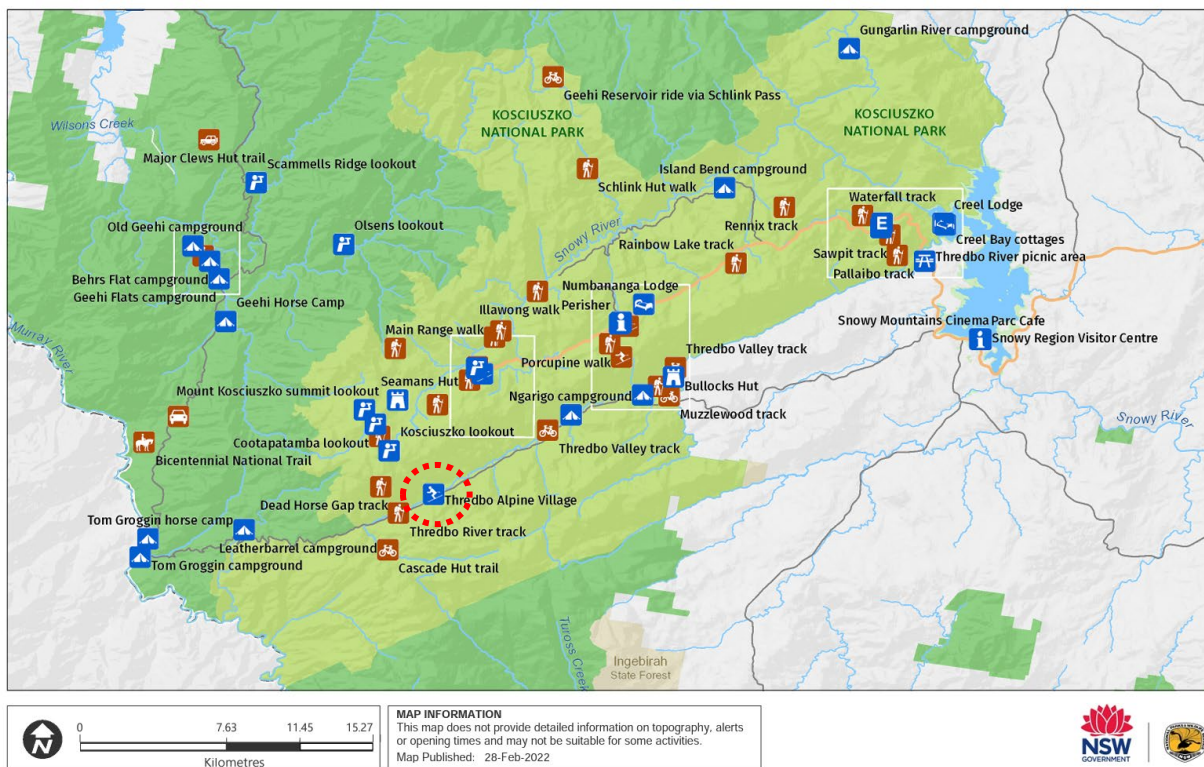 Gungarlin River campground
Geehi Reservoir ride via Schlink Pass
KOSCIUSZKO
NATIONAL PARK
KOSCIUSZKO
NATIONAL PARK
Wilsons Creek
Major Clews Hut trail
Scammells Ridge lookout
Island Bend campground
Schlink Hut walk
Waterfall track
Creel Lodge
Old Geehi campground
Olsens lookout
Snowy River
Rennix track
Rainbow Lake track
E
Creel Bay cottages
Sawpit track
Thredbo River picnic area
Pallaibo track
Behrs Flat campground
Geehi Flats campground
Geehi Horse Camp
Numbananga Lodge
Illawong walk
Perisher
i
Main Range walk
Murray River
Snowy Mountains Cinema Parc Cafe
i
Snowy Region Visitor Centre
Thredbo Valley track
Porcupine walk
Seamans Hut
Bullocks Hut
Mount Kosciuszko summit lookout
Ngarigo campground
Muzzlewood track
Snowy River
Kosciuszko lookout
Cootapatamba lookout
Thredbo Valley track
Bicentennial National Trail
Thredbo Alpine Village
Dead Horse Gap track
Tom Groggin horse camp
Thredbo River track
Leatherbarrel campground
Tom Groggin campground
Cascade Hut trail
Tuross Creek
Ingebirah
State Forest
N
0 7.63 11.45 15.27
Kilometres
MAP INFORMATION
This map does not provide detailed information on topography, alerts
or opening times and may not be suitable for some activities.
Map Published: 28-Feb-2022
NSW
GOVERNMENT